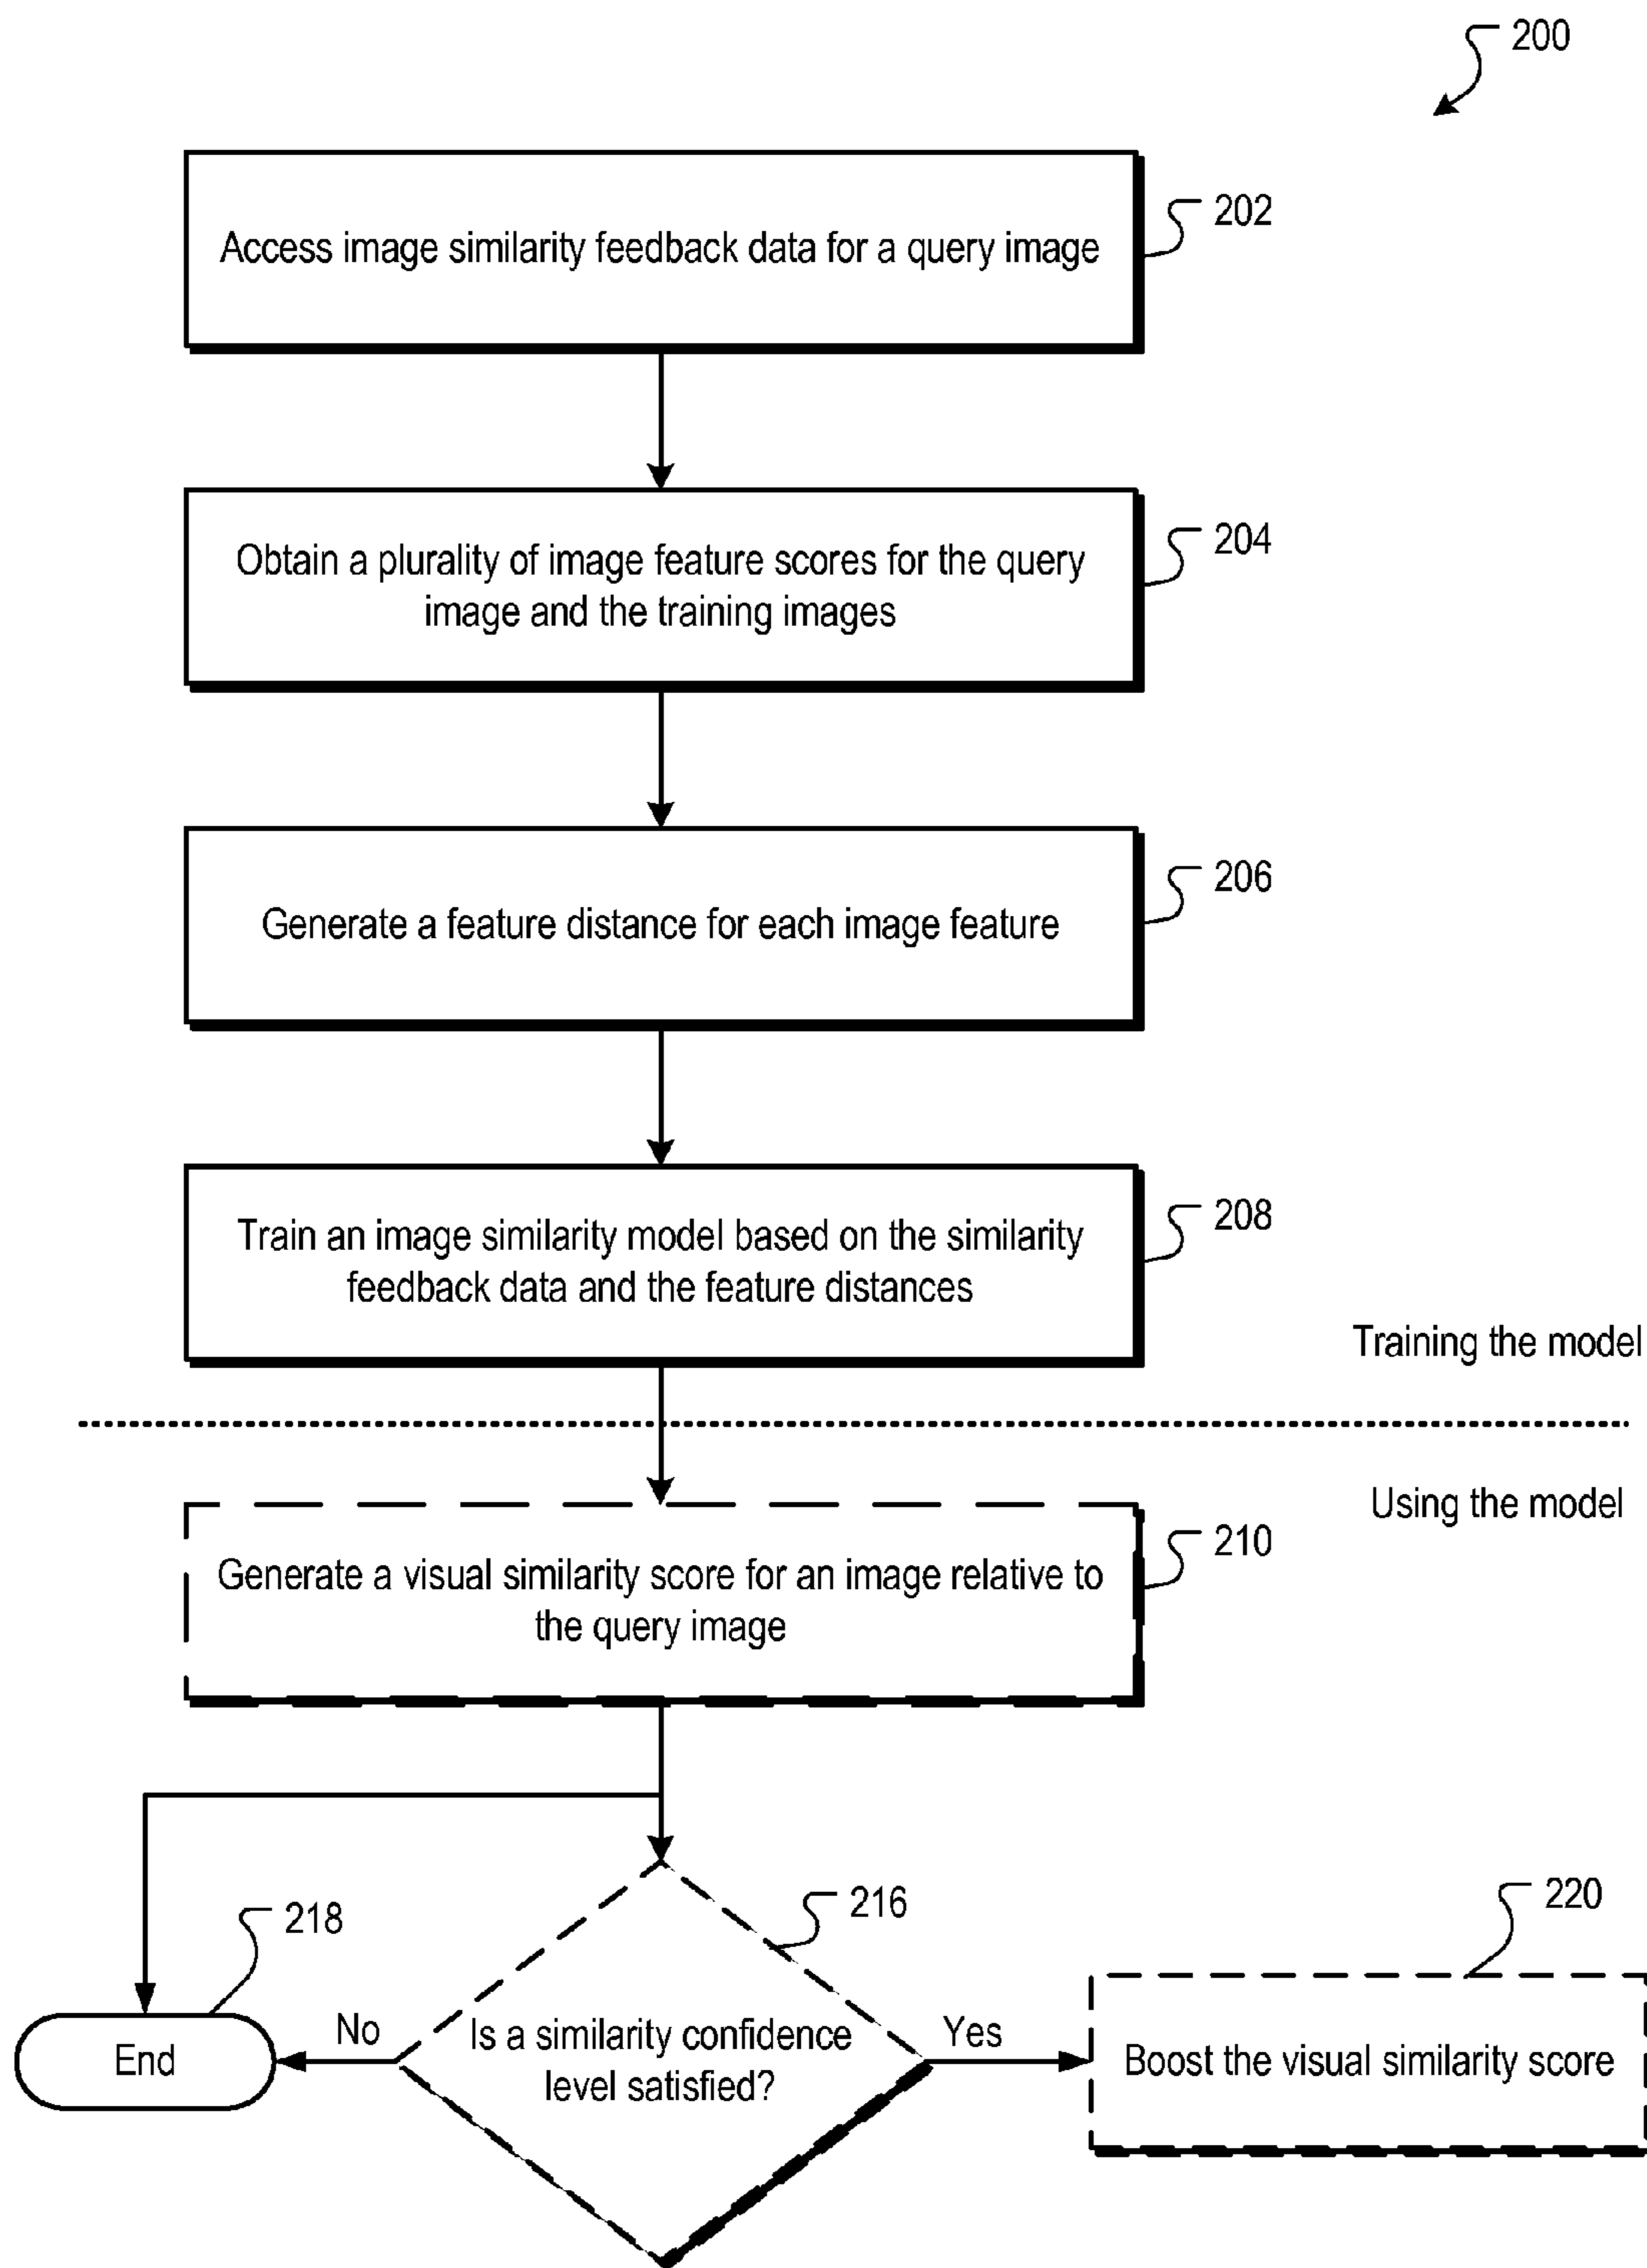 200
Access image similarity feedback data for a query image
202
Obtain a plurality of image feature scores for the query
image and the training images
204
Generate a feature distance for each image feature
206
Train an image similarity model based on the similarity
feedback data and the feature distances
208
Training the model
Using the model
Generate a visual similarity score for an image relative to
the query image
210
218
216
220
End
No
Is a similarity confidence
level satisfied?
Yes
Boost the visual similarity score